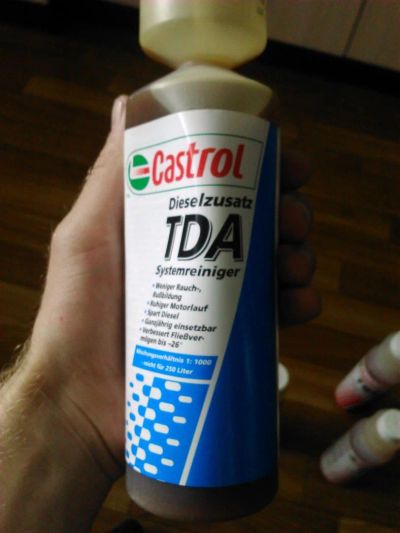 Castrol
Dieselzusatz
TDA
Systemreiniger
• Weniger Rauch-,
Rußbildung
• Ruhiger Motorlauf
• Spart Diesel
• Ganzjährig einsetzbar
• Verbessert Fließver-
mögen bis -26°
Mischungsverhältnis 1: 1000
für 250 Liter